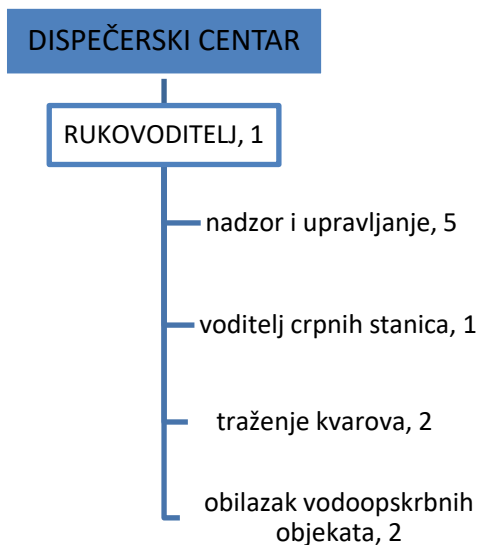 DISPEČERSKI CENTAR
RUKOVODITELJ, 1
nadzor i upravljanje, 5
voditelj crpnih stanica, 1
traženje kvarova, 2
obilazak vodoopskrbnih
objekata, 2